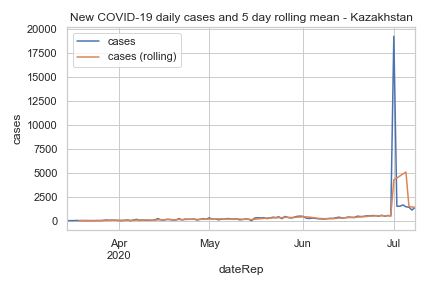 New COVID-19 daily cases and 5 day rolling mean - Kazakhstan
cases
cases (rolling)
20000
17500
15000
12500
10000
7500
5000
2500
0
cases
Apr
2020
May
Jun
Jul
dateRep